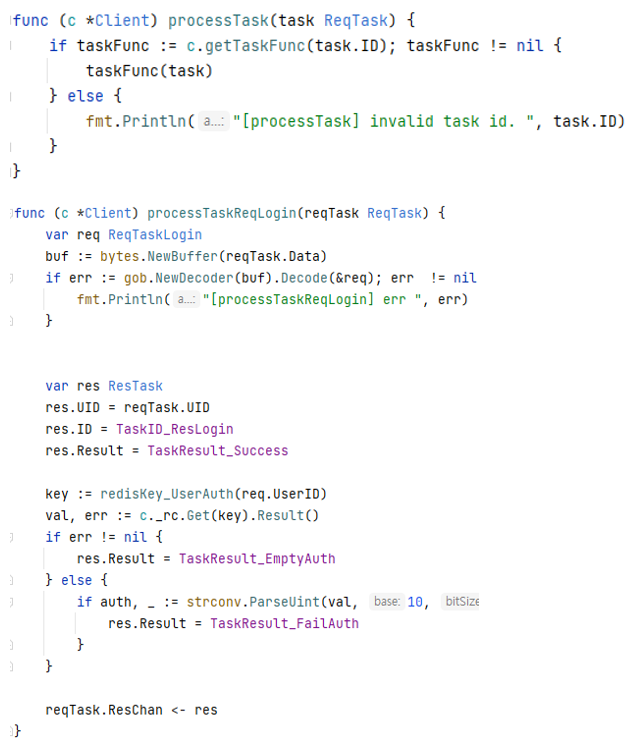 func (c *Client) processTask(task ReqTask) {
    if taskFunc := c.getTaskFunc(task.ID); taskFunc != nil {
        taskFunc(task)
    } else {
        fmt.Println( a...: "[processTask] invalid task id. ", task.ID)
    }
}
func (c *Client) processTaskReqLogin(reqTask ReqTask) {
    var req ReqTaskLogin
    buf := bytes.NewBuffer(reqTask.Data)
    if err := gob.NewDecoder(buf).Decode(&req); err  != nil
        fmt.Println( a...: "[processTaskReqLogin] err ", err)
    }
    var res ResTask
    res.UID = reqTask.UID
    res.ID = TaskID_ResLogin
    res.Result = TaskResult_Success
    key := redisKey_UserAuth(req.UserID)
    val, err := c._rc.Get(key).Result()
    if err != nil {
        res.Result = TaskResult_EmptyAuth
    } else {
        if auth, _ := strconv.ParseUint(val, base: 10, bitSize
            res.Result = TaskResult_FailAuth
        }
    }
    reqTask.ResChan <- res
}